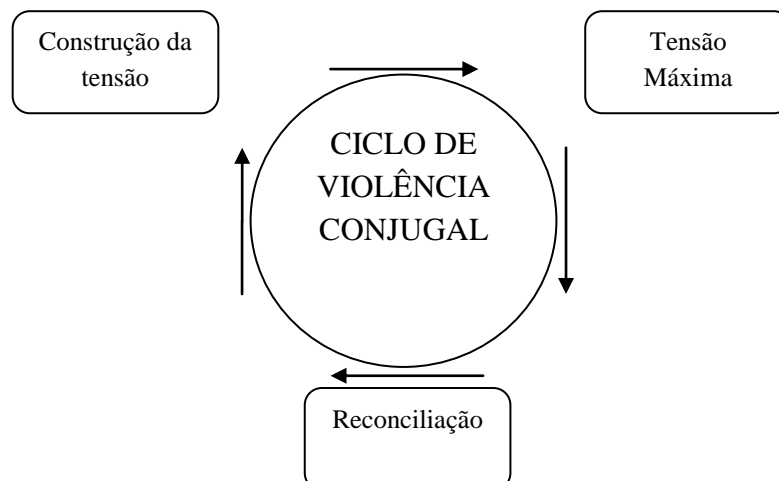 Construção da
tensão
Tensão
Máxima
CICLO DE
VIOLÊNCIA
CONJUGAL
Reconciliação